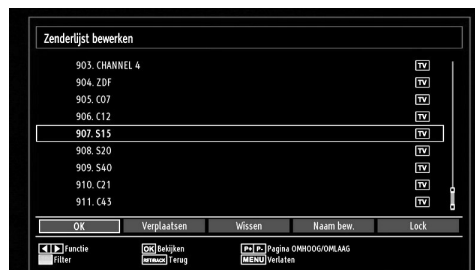 Zenderlijst bewerken
903. CHANNEL 4 TV
904. ZDF TV
905. C07 TV
906. C12 TV
907. S15 TV
908. S20 TV
909. S40 TV
910. C21 TV
911. C43 TV
OK Verplaatsen Wissen Naam bew. Lock
Functie OK Bekijken P+ P- Pagina OMHOOG/OMLAAG
Filter RET/BACK Terug MENU Verlaten